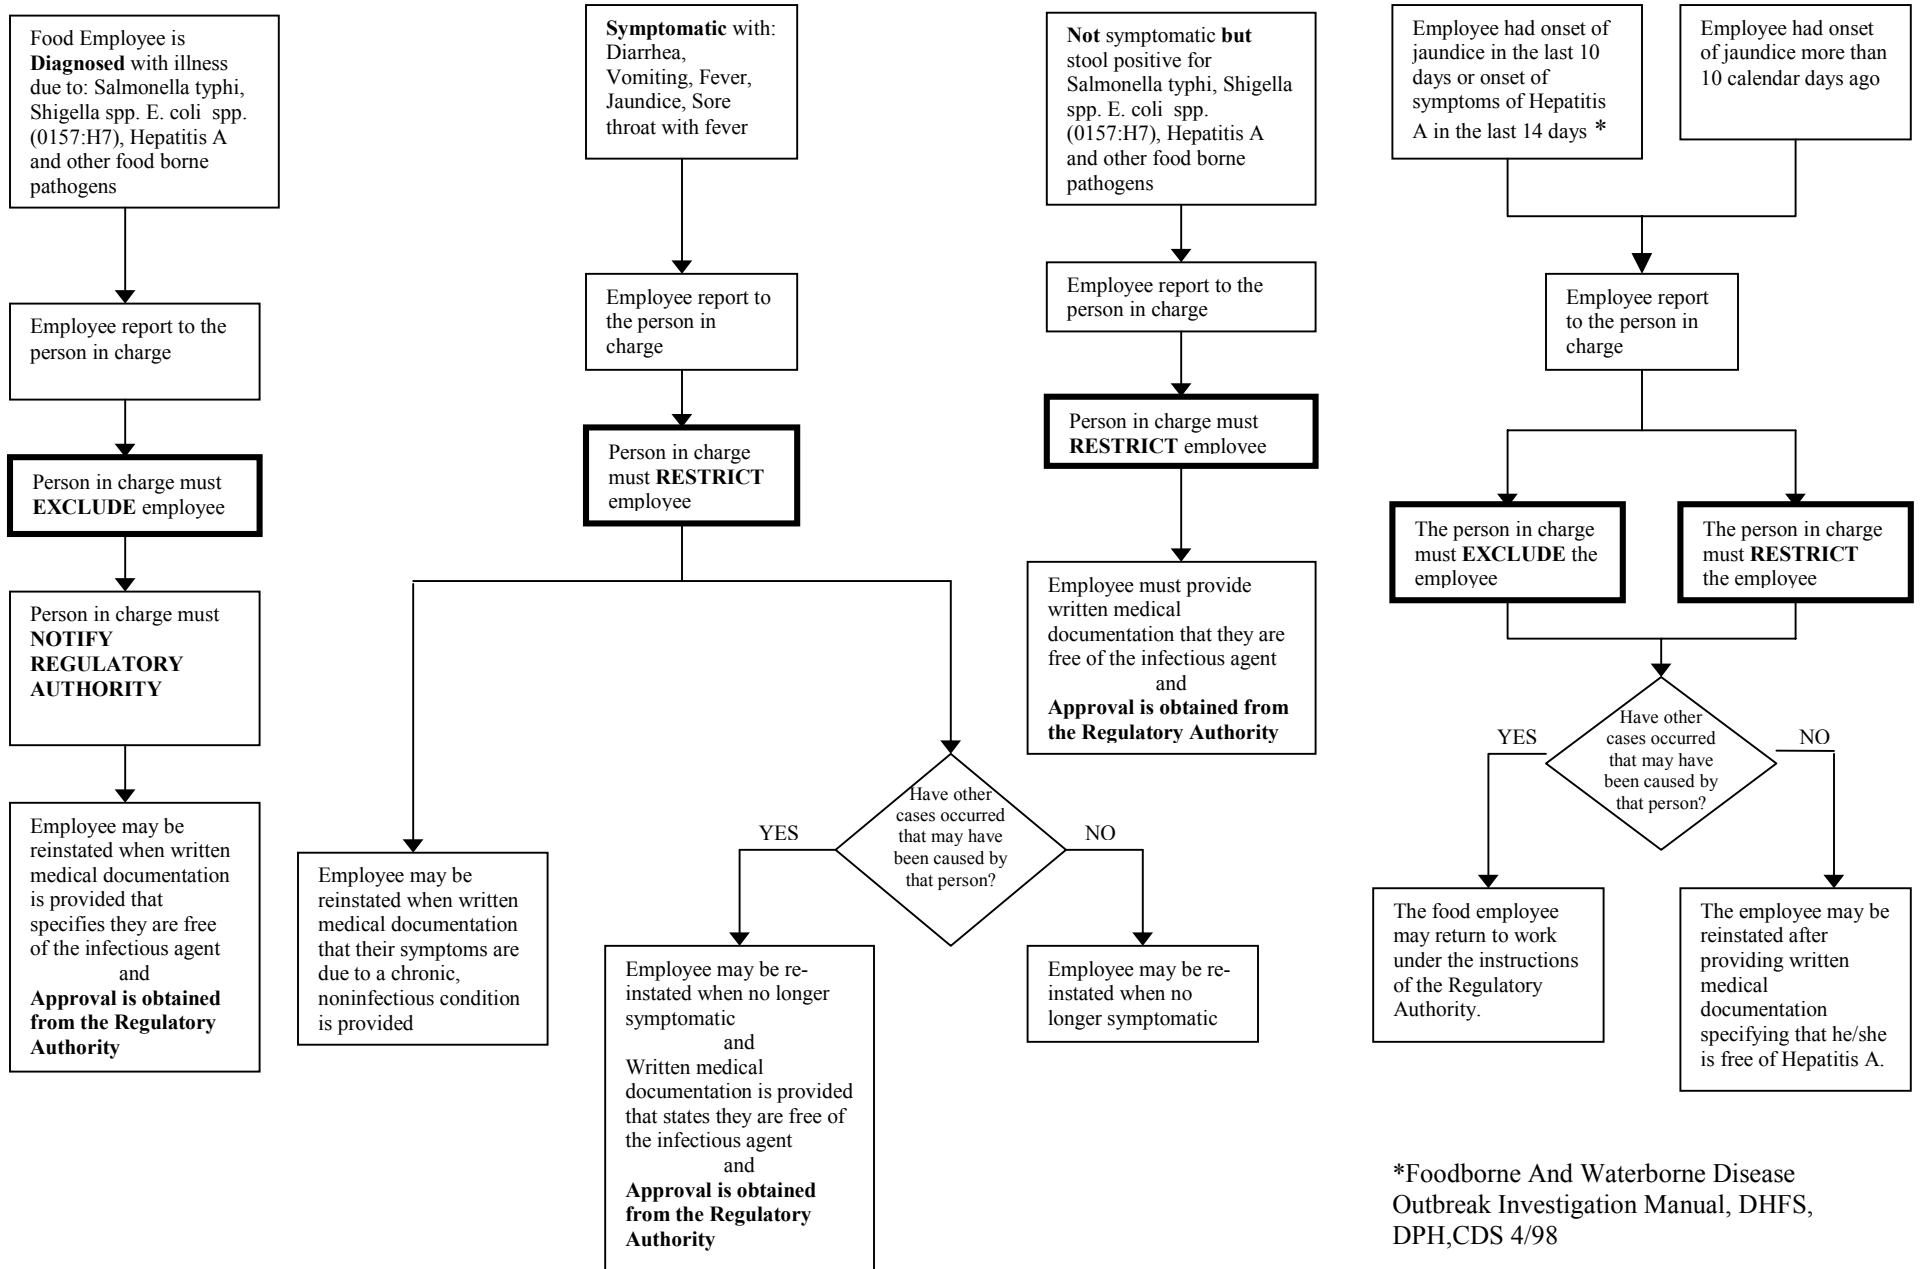 Food Employee is
Diagnosed with illness
due to: Salmonella typhi,
Shigella spp. E. coli spp.
(0157:H7), Hepatitis A
and other food borne
pathogens
Employee report to the
person in charge
Person in charge must
EXCLUDE employee
Person in charge must
NOTIFY
REGULATORY
AUTHORITY
Employee may be
reinstated when written
medical documentation
is provided that
specifies they are free
of the infectious agent
and
Approval is obtained
from the Regulatory
Authority
Symptomatic with:
Diarrhea,
Vomiting, Fever,
Jaundice, Sore
throat with fever
Employee report to
the person in
charge
Person in charge
must RESTRICT
employee
Employee may be
reinstated when written
medical documentation
that their symptoms are
due to a chronic,
noninfectious condition
is provided
Have other
cases occurred
that may have
been caused by
that person?
YES
NO
Employee may be re-
instated when no longer
symptomatic
and
Written medical
documentation is provided
that states they are free of
the infectious agent
and
Approval is obtained
from the Regulatory
Authority
Employee may be re-
instated when no
longer symptomatic
Not symptomatic but
stool positive for
Salmonella typhi, Shigella
spp. E. coli spp.
(0157:H7), Hepatitis A
and other food borne
pathogens
Employee report to the
person in charge
Person in charge must
RESTRICT employee
Employee must provide
written medical
documentation that they are
free of the infectious agent
and
Approval is obtained from
the Regulatory Authority
Employee had onset of
jaundice in the last 10
days or onset of
symptoms of Hepatitis
A in the last 14 days *
Employee had onset
of jaundice more than
10 calendar days ago
Employee report
to the person in
charge
The person in charge
must EXCLUDE the
employee
The person in charge
must RESTRICT
the employee
Have other
cases occurred
that may have
been caused by
that person?
YES
NO
The food employee
may return to work
under the instructions
of the Regulatory
Authority.
The employee may be
reinstated after
providing written
medical
documentation
specifying that he/she
is free of Hepatitis A.
*Foodborne And Waterborne Disease
Outbreak Investigation Manual, DHFS,
DPH,CDS 4/98